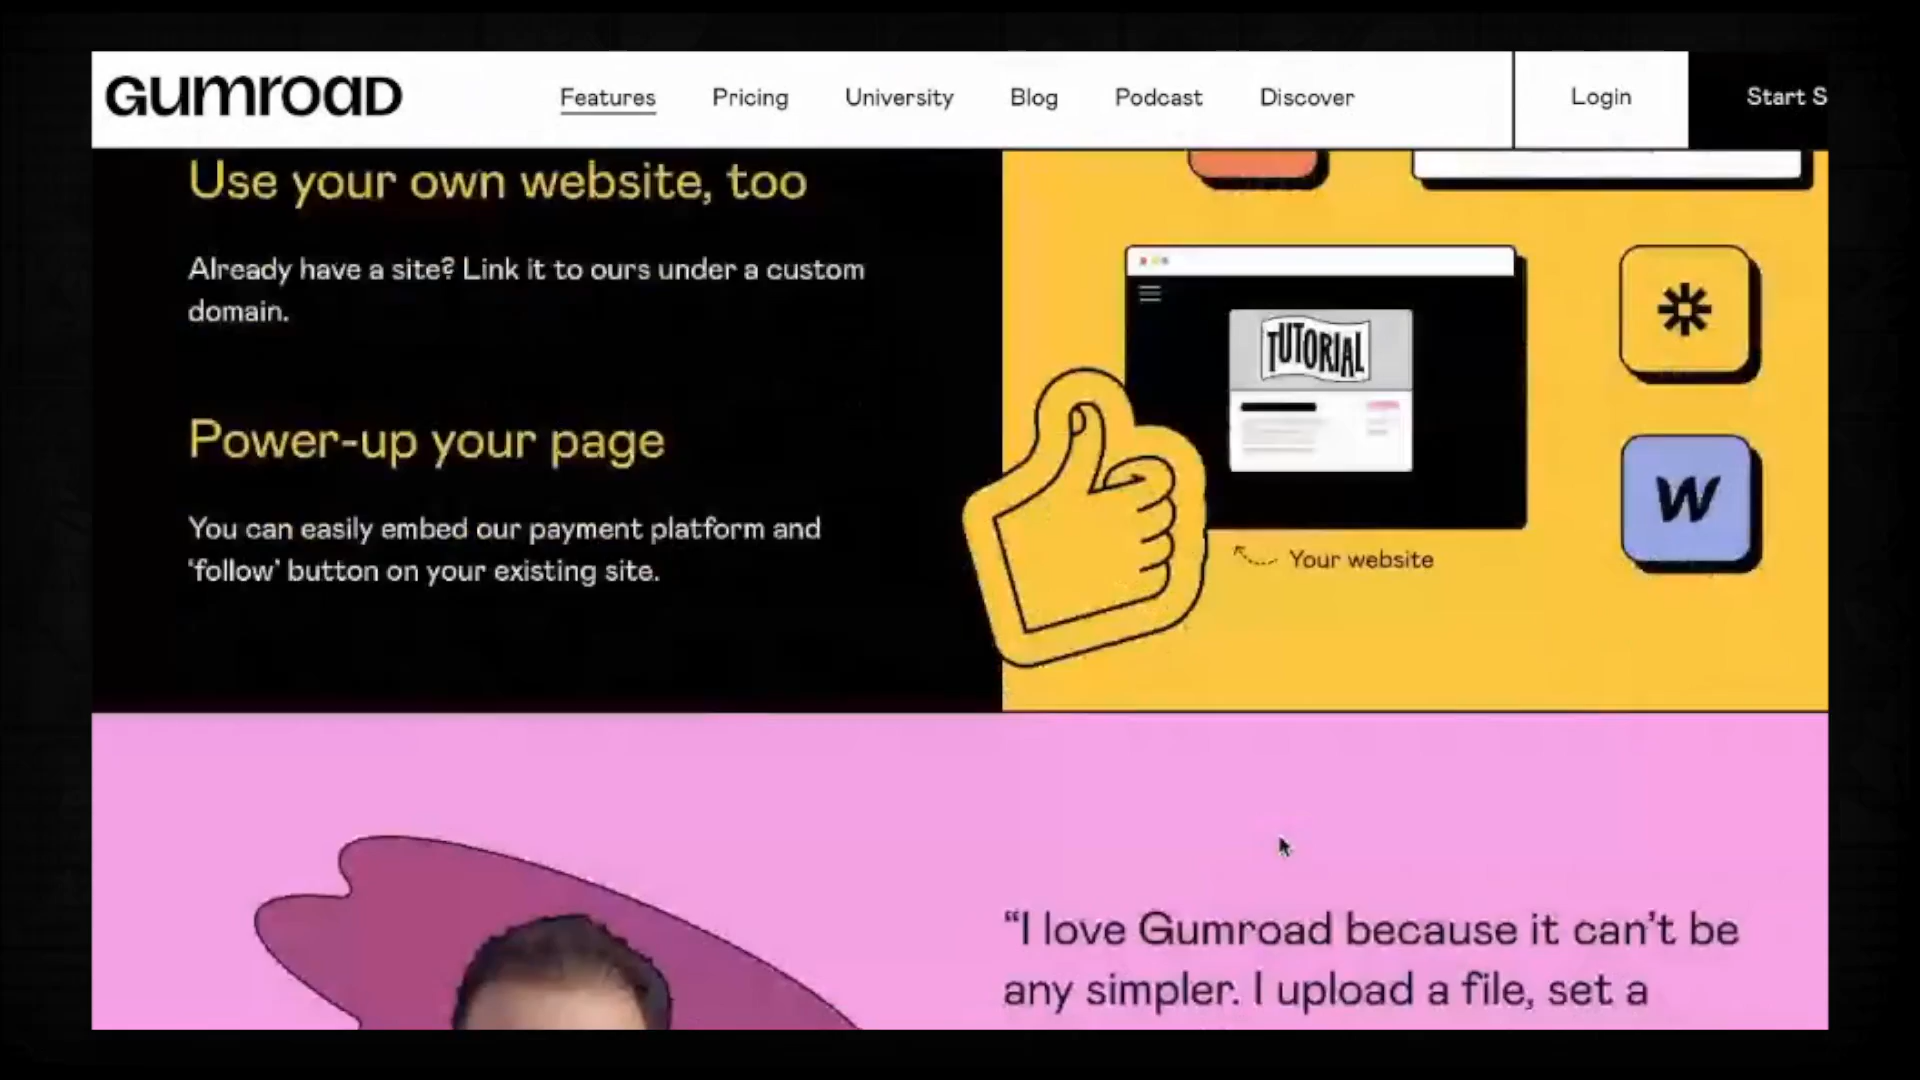 GUMROAD
Features Pricing University Blog Podcast Discover Login Start S
Use your own website, too
Already have a site? Link it to ours under a custom
domain.
Power-up your page
You can easily embed our payment platform and
‘follow’ button on your existing site.
TUTORIAL
W
Your website
“I love Gumroad because it can’t be
any simpler. I upload a file, set a